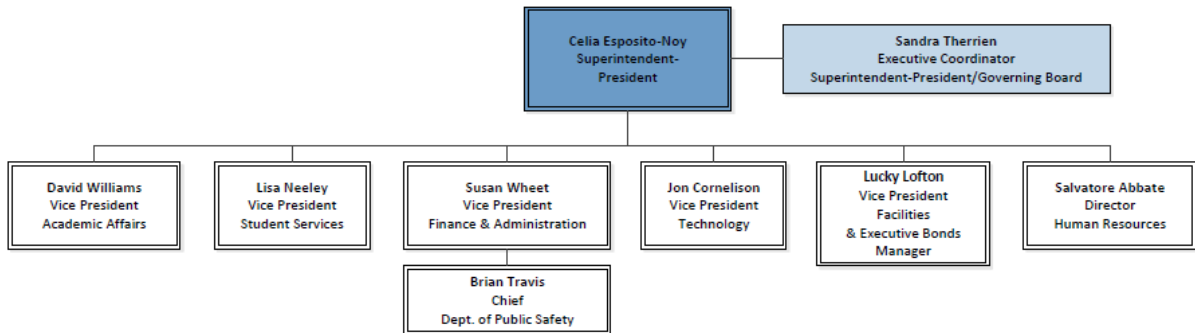 Celia Esposito-Noy
Superintendent-
President
Sandra Therrien
Executive Coordinator
Superintendent-President/Governing Board
David Williams
Vice President
Academic Affairs
Lisa Neeley
Vice President
Student Services
Susan Wheet
Vice President
Finance & Administration
Jon Cornelison
Vice President
Technology
Lucky Lofton
Vice President
Facilities
& Executive Bonds
Manager
Salvatore Abbate
Director
Human Resources
Brian Travis
Chief
Dept. of Public Safety